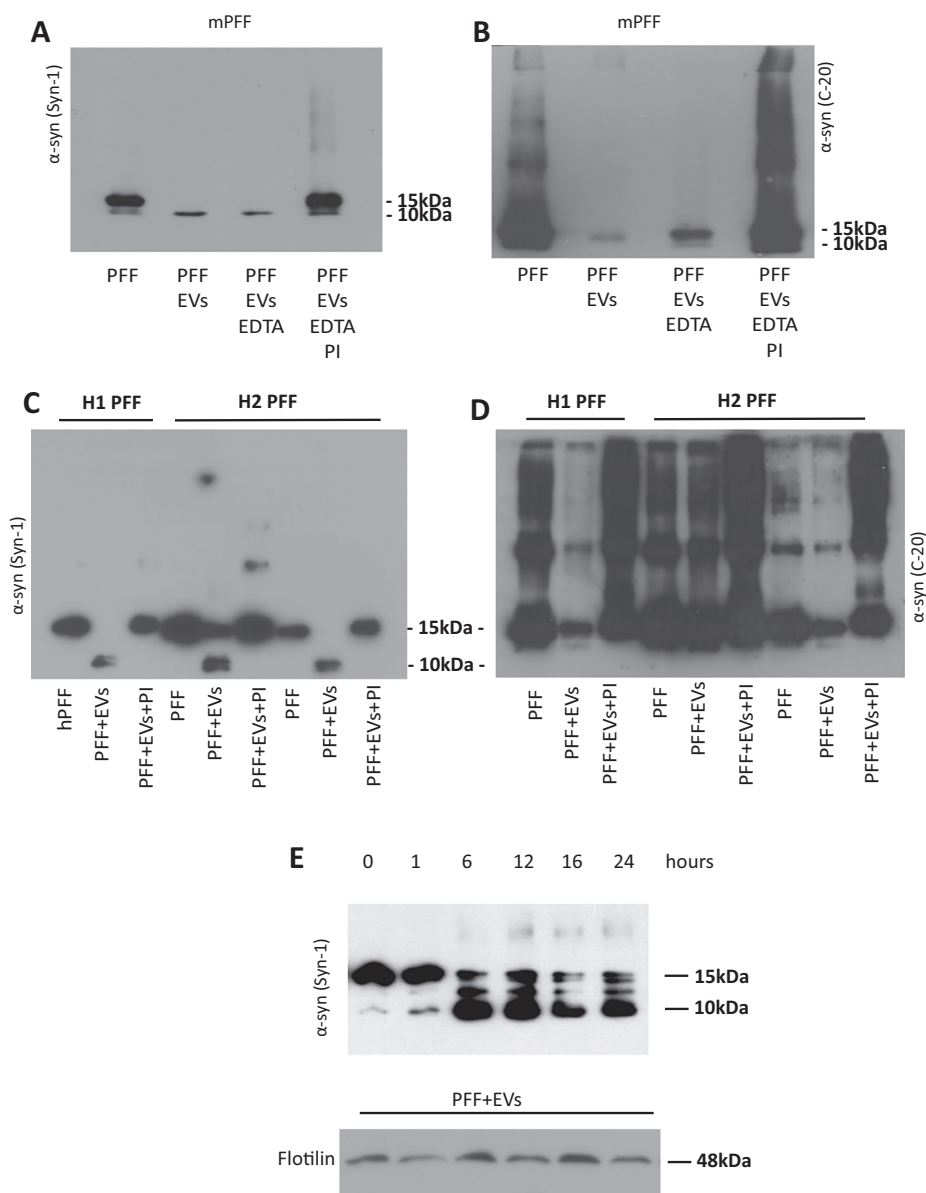 A
mPFF
α-syn (Syn-1)
- 15kDa
- 10kDa
PFF
PFF
EVs
PFF
EVs
EDTA
PFF
EVs
EDTA
PI
B
mPFF
α-syn (C-20)
- 15kDa
- 10kDa
PFF
PFF
EVs
PFF
EVs
EDTA
PFF
EVs
EDTA
PI
C
H1 PFF
H2 PFF
α-syn (Syn-1)
- 15kDa -
- 10kDa -
hPFF
PFF+EVs
PFF+EVs+PI
PFF
PFF+EVs
PFF+EVs+PI
PFF
PFF+EVs
PFF+EVs+PI
D
H1 PFF
H2 PFF
α-syn (C-20)
PFF
PFF+EVs
PFF+EVs+PI
PFF
PFF+EVs
PFF+EVs+PI
PFF
PFF+EVs
PFF+EVs+PI
E
0 1 6 12 16 24 hours
α-syn (Syn-1)
15kDa
10kDa
PFF+EVs
Flotilin
48kDa